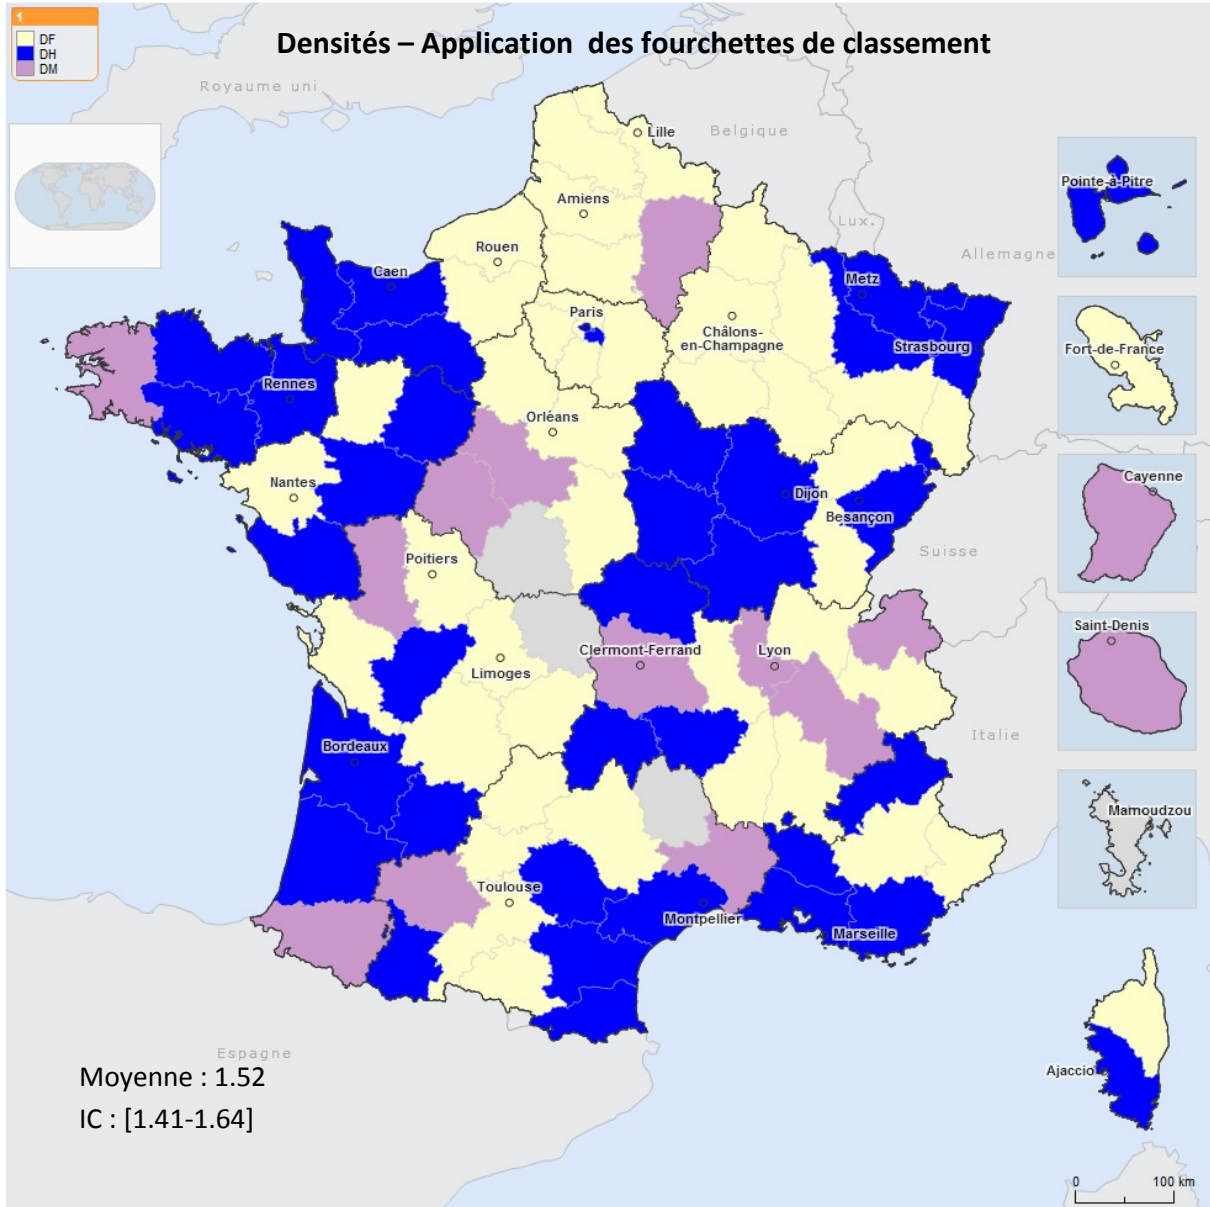 1
DF
DH
DM
Densités – Application des fourchettes de classement
Royaume uni
Belgique
Lille
Amiens
Lux.
Allemagne
Rouen
Caen
Metz
Paris
Châlons-
en-Champagne
Strasbourg
Rennes
Orléans
Nantes
Dijon
Besançon
Suisse
Poitiers
Clermont-Ferrand
Lyon
Limoges
Italie
Bordeaux
Toulouse
Montpellier
Marseille
Espagne
Ajaccio
Pointe-à-Pitre
Fort-de-France
Cayenne
Saint-Denis
Mamoudzou
Moyenne : 1.52
IC : [1.41-1.64]
0 100 km